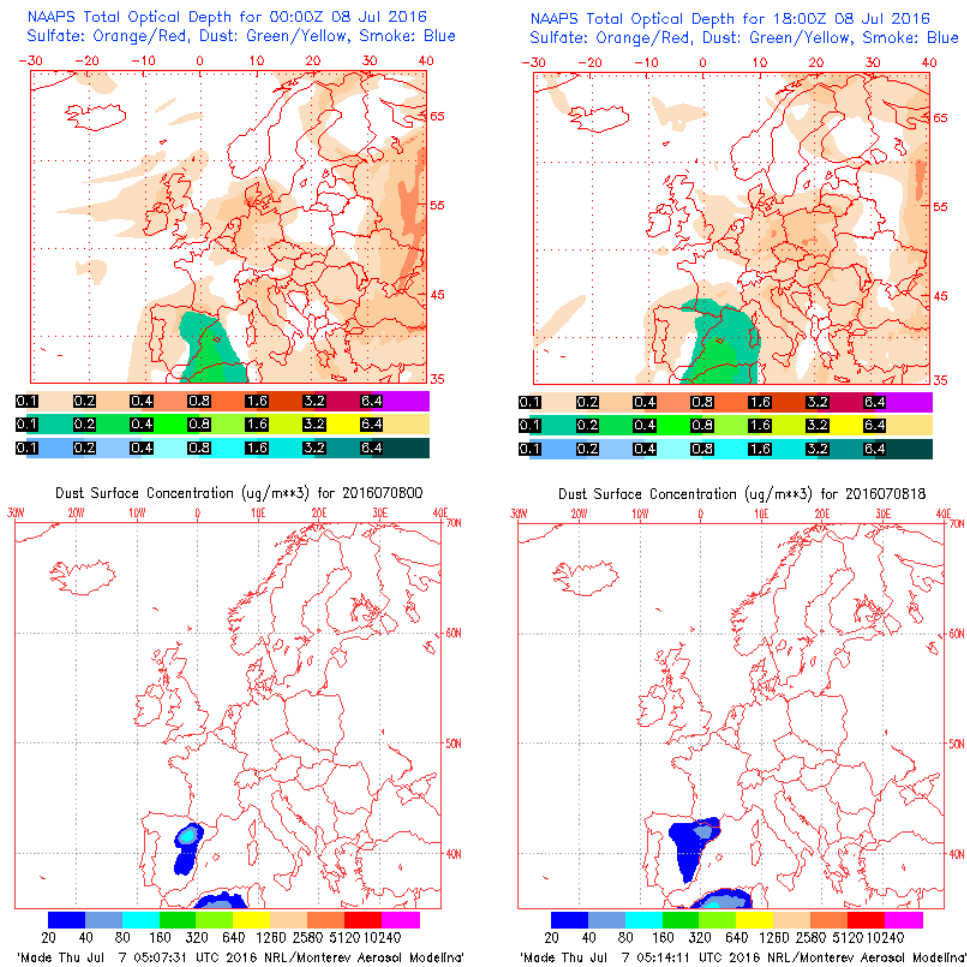 NAAPS Total Optical Depth for 00:00Z 08 Jul 2016
Sulfate: Orange/Red, Dust: Green/Yellow, Smoke: Blue
-30 -20 -10 0 10 20 30 40
65
55
45
35
0.1 0.2 0.4 0.8 1.6 3.2 6.4
0.1 0.2 0.4 0.8 1.6 3.2 6.4
0.1 0.2 0.4 0.8 1.6 3.2 6.4
NAAPS Total Optical Depth for 18:00Z 08 Jul 2016
Sulfate: Orange/Red, Dust: Green/Yellow, Smoke: Blue
-30 -20 -10 0 10 20 30 40
65
55
45
35
0.1 0.2 0.4 0.8 1.6 3.2 6.4
0.1 0.2 0.4 0.8 1.6 3.2 6.4
0.1 0.2 0.4 0.8 1.6 3.2 6.4
Dust Surface Concentration (ug/m**3) for 2016070800
30W 20W 10W 0 10E 20E 30E 40E
70N
60N
50N
40N
20 40 80 160 320 640 1260 2580 5120 10240
'Made Thu Jul 7 05:07:31 UTC 2016 NRL/Monterey Aerosol Modeling'
Dust Surface Concentration (ug/m**3) for 2016070818
30W 20W 10W 0 10E 20E 30E 40E
70N
60N
50N
40N
20 40 80 160 320 640 1260 2580 5120 10240
'Made Thu Jul 7 05:14:11 UTC 2016 NRL/Monterey Aerosol Modeling'